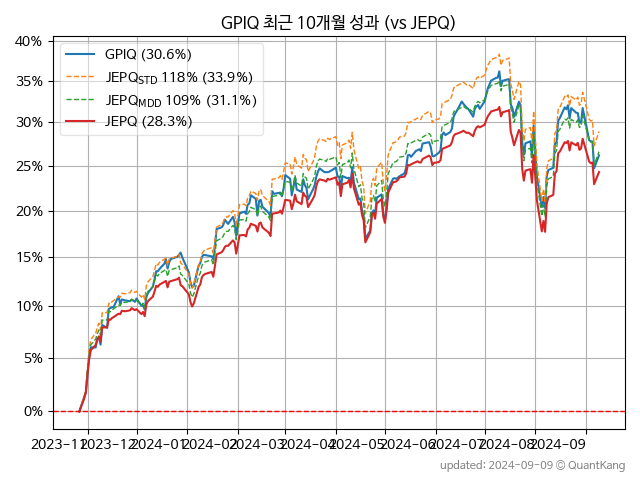 GPIQ 최근 10개월 성과 (vs JEPQ)
GPIQ (30.6%)
JEPQSTD 118% (33.9%)
JEPQMDD 109% (31.1%)
JEPQ (28.3%)
40%
35%
30%
25%
20%
15%
10%
5%
0%
2023-11 2023-12 2024-01 2024-02 2024-03 2024-04 2024-05 2024-06 2024-07 2024-08 2024-09
updated: 2024-09-09 © QuantKang